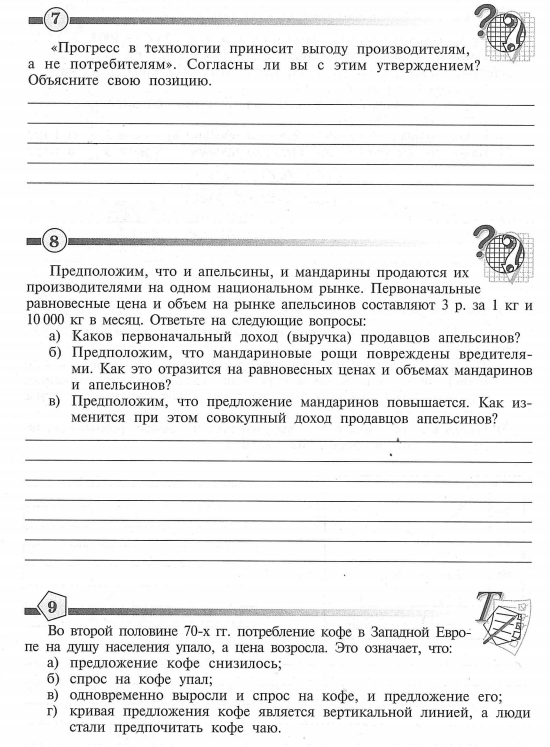 7
«Прогресс в технологии приносит выгоду производителям,
а не потребителям». Согласны ли вы с этим утверждением?
Объясните свою позицию.
8
Предположим, что и апельсины, и мандарины продаются их
производителями на одном национальном рынке. Первоначальные
равновесные цена и объем на рынке апельсинов составляют 3 р. за 1 кг и
10 000 кг в месяц. Ответьте на следующие вопросы:
а) Каков первоначальный доход (выручка) продавцов апельсинов?
б) Предположим, что мандариновые рощи повреждены вредителя-
ми. Как это отразится на равновесных ценах и объемах мандаринов
и апельсинов?
в) Предположим, что предложение мандаринов повышается. Как из-
менится при этом совокупный доход продавцов апельсинов?
9
Т
Во второй половине 70-х гг. потребление кофе в Западной Евро-
пе на душу населения упало, а цена возросла. Это означает, что:
а) предложение кофе снизилось;
б) спрос на кофе упал;
в) одновременно выросли и спрос на кофе, и предложение его;
г) кривая предложения кофе является вертикальной линией, а люди
стали предпочитать кофе чаю.